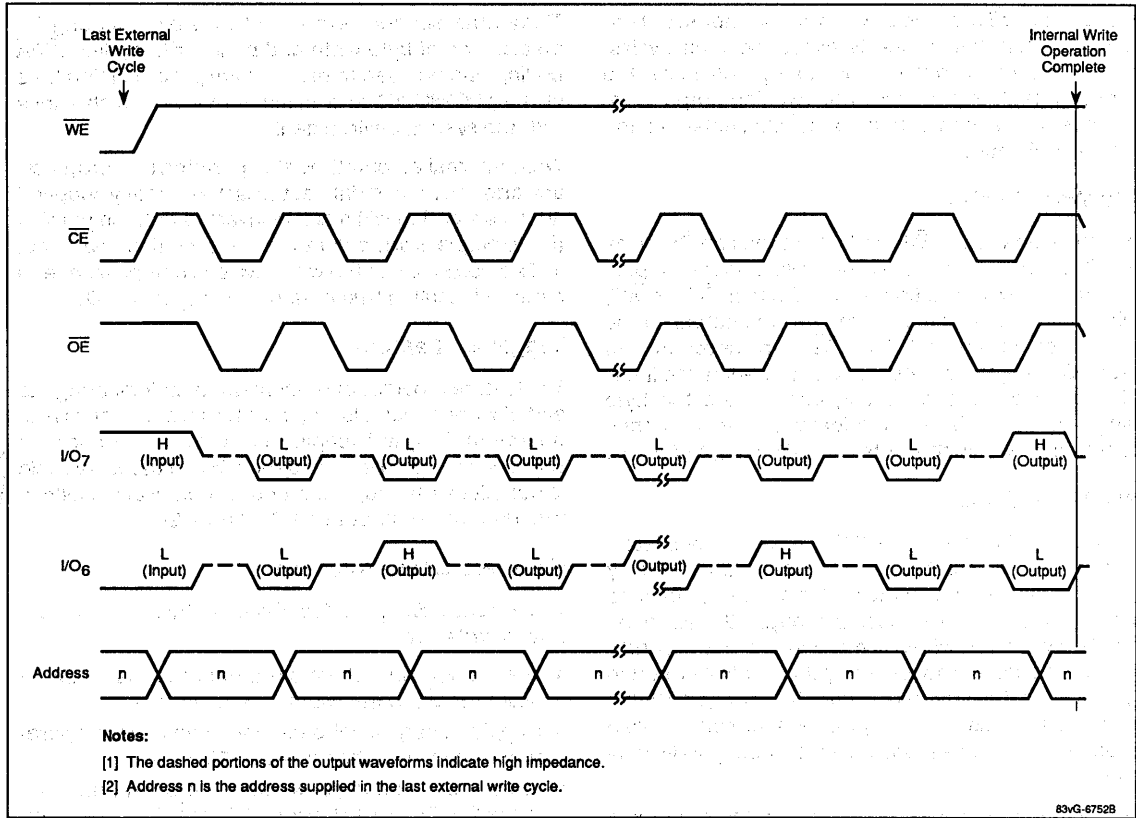 Last External
Write
Cycle
Internal Write
Operation
Complete
WE
CE
OE
I/O7
H
(Input)
L
(Output)
L
(Output)
L
(Output)
L
(Output)
L
(Output)
L
(Output)
H
(Output)
I/O6
L
(Input)
L
(Output)
H
(Output)
L
(Output)
(Output)
H
(Output)
L
(Output)
L
(Output)
Address n n n n n n n n n
Notes:
[1] The dashed portions of the output waveforms indicate high impedance.
[2] Address n is the address supplied in the last external write cycle.
83vG-6752B